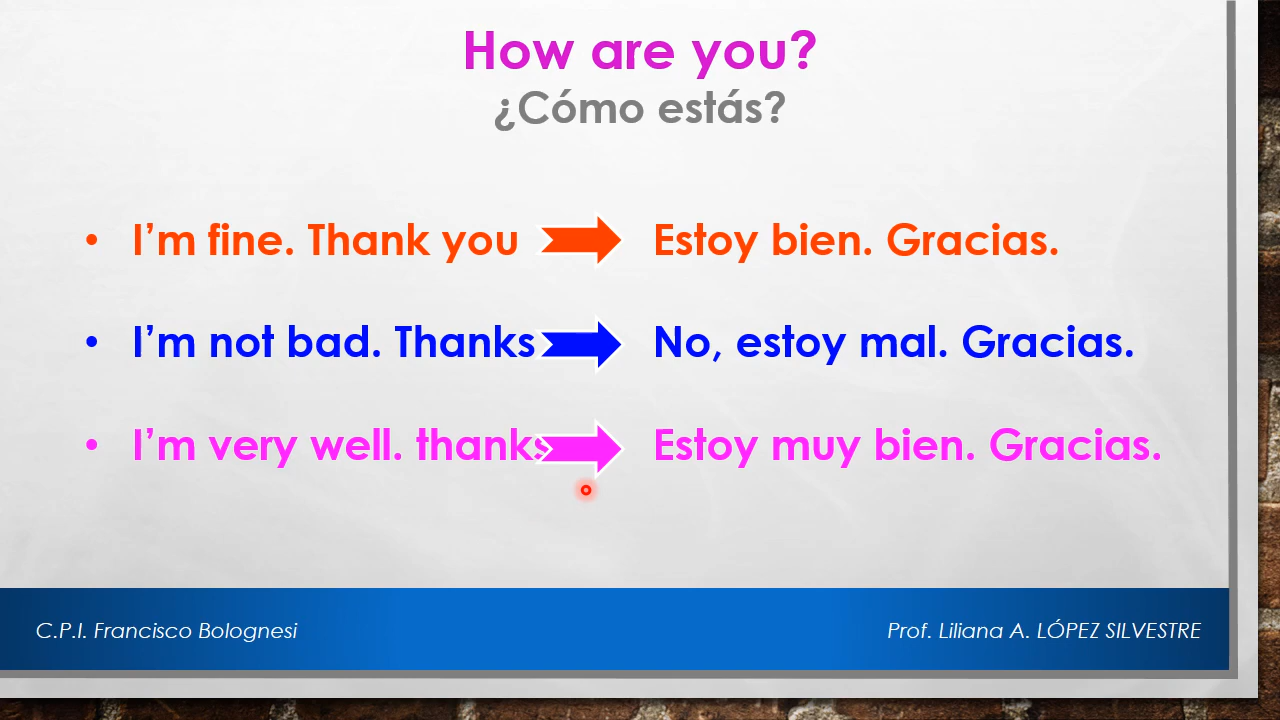 How are you?
¿Cómo estás?
• I’m fine. Thank you Estoy bien. Gracias.
• I’m not bad. Thanks No, estoy mal. Gracias.
• I’m very well. thanks Estoy muy bien. Gracias.
C.P.I. Francisco Bolognesi Prof. Liliana A. LÓPEZ SILVESTRE